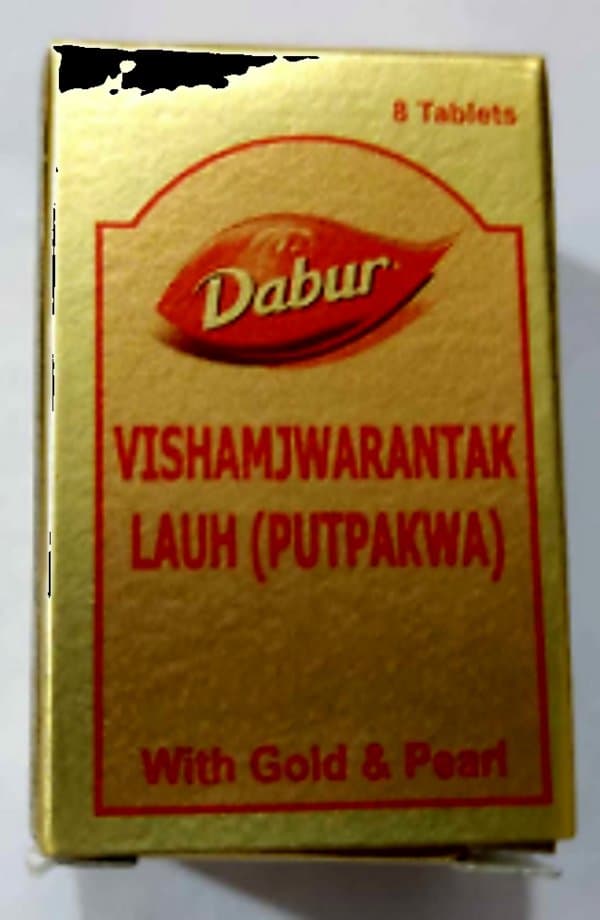 8 Tablets
Dabur
VISHAMJWARANTAK
LAUH (PUTPAKWA)
With Gold & Pearl